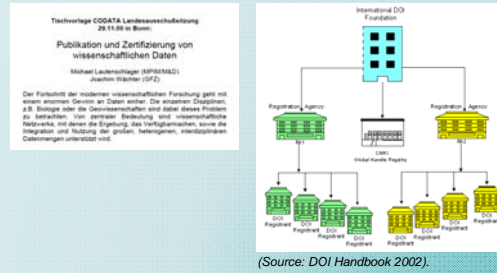 Tischvorlage CODATA Landesausschußsitzung
29.11.00 in Bonn:
Publikation und Zertifizierung von
wissenschaftlichen Daten
Michael Lautenschlager (MPIM/M&D)
Joachim Wächter (GFZ)
Der Fortschritt der modernen wissenschaftlichen Forschung geht mit
einem enormen Gewinn an Daten einher. Die einzelnen Disziplinen,
z.B. Biologie oder die Geowissenschaften sind dabei dieses Problem
zu betrachten. Von zentraler Bedeutung sind wissenschaftliche
Netzwerke, mit denen die Ergebung, das Verfügbarmachen, sowie die
Integration und Nutzung der großen, heterogenen, interdisziplinären
Datenmengen unterstützt wird.
International DOI
Foundation
Registration Agency
Registration Agency
RA1
CNRI
Global Handle Registry
RA2
DOI
Registrant
DOI
Registrant
DOI
Registrant
DOI
Registrant
DOI
Registrant
DOI
Registrant
DOI
Registrant
DOI
Registrant
(Source: DOI Handbook 2002).